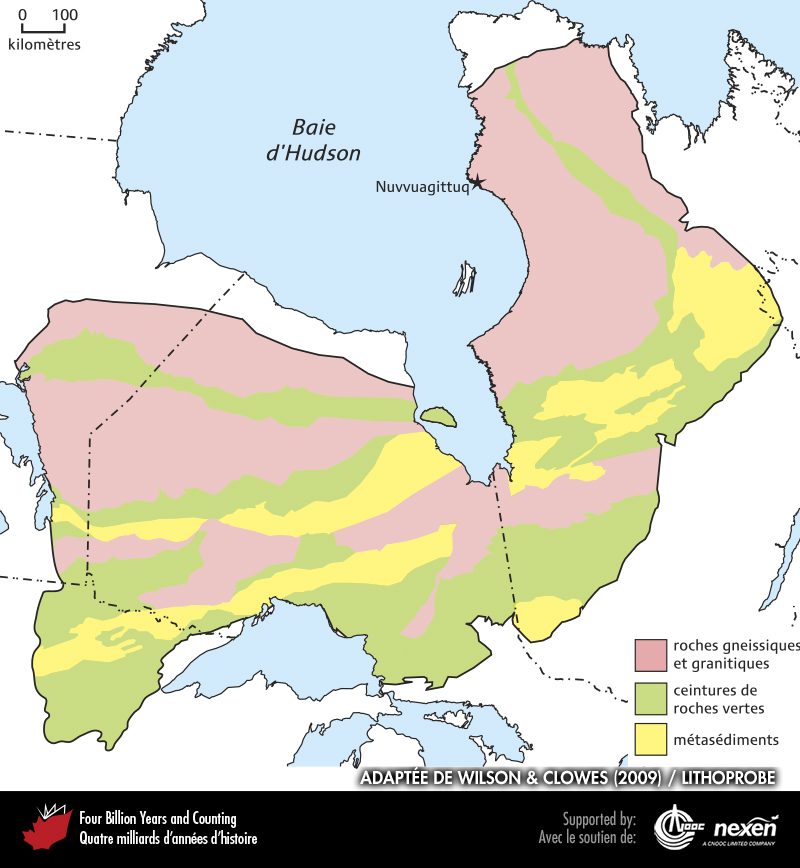 0 100
kilomètres
Baie
d'Hudson
Nuvvuagittuq
roches gneissiques
et granitiques
ceintures de
roches vertes
métasédiments
ADAPTÉE DE WILSON & CLOWES (2009) / LITHOPROBE
Four Billion Years and Counting
Quatre milliards d'années d'histoire
Supported by:
Avec le soutien de:
CNOOC
nexen
A CNOOC LIMITED COMPANY